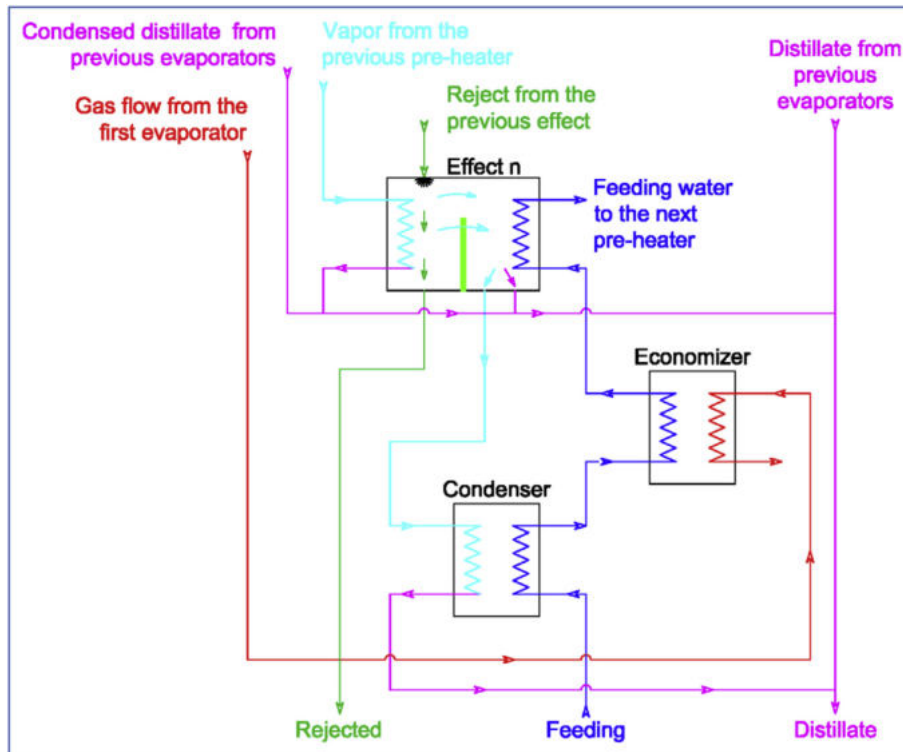 Condensed distillate from
previous evaporators
Vapor from the
previous pre-heater
Distillate from
previous
evaporators
Gas flow from the
first evaporator
Reject from the
previous effect
Effect n
Feeding water
to the next
pre-heater
Economizer
Condenser
Rejected
Feeding
Distillate